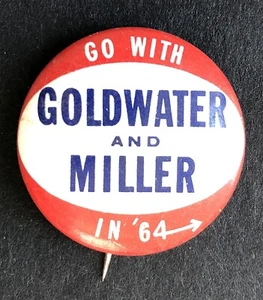 GO WITH
GOLDWATER
AND
MILLER
IN '64